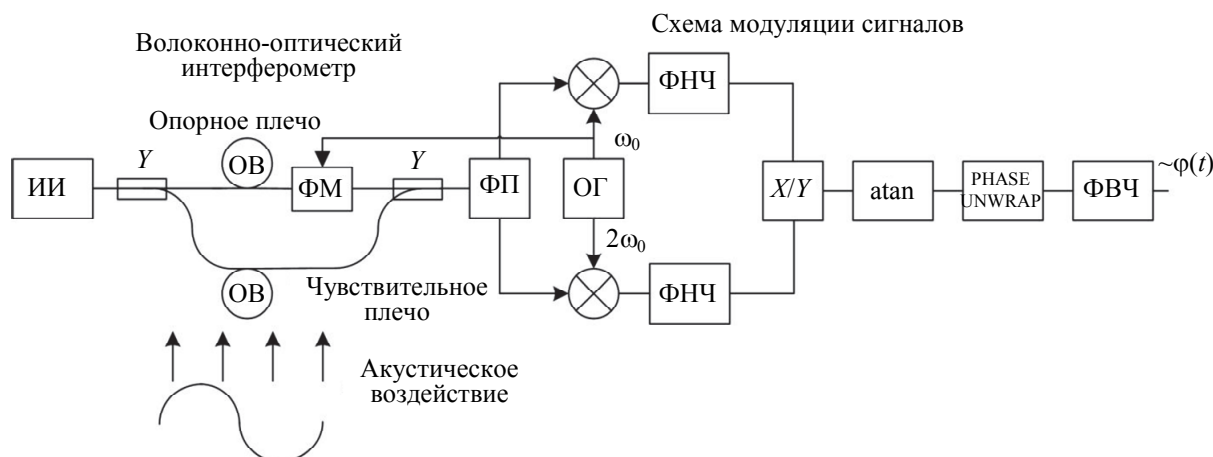 Схема модуляции сигналов
Волоконно-оптический
интерферометр
Опорное плечо
ФНЧ
Y
ОВ
ω₀
Y
ИИ
ФМ
ФП
ОГ
X/Y
atan
PHASE
UNWRAP
ФВЧ
~φ(t)
2ω₀
ОВ
Чувствительное
плечо
ФНЧ
Акустическое
воздействие